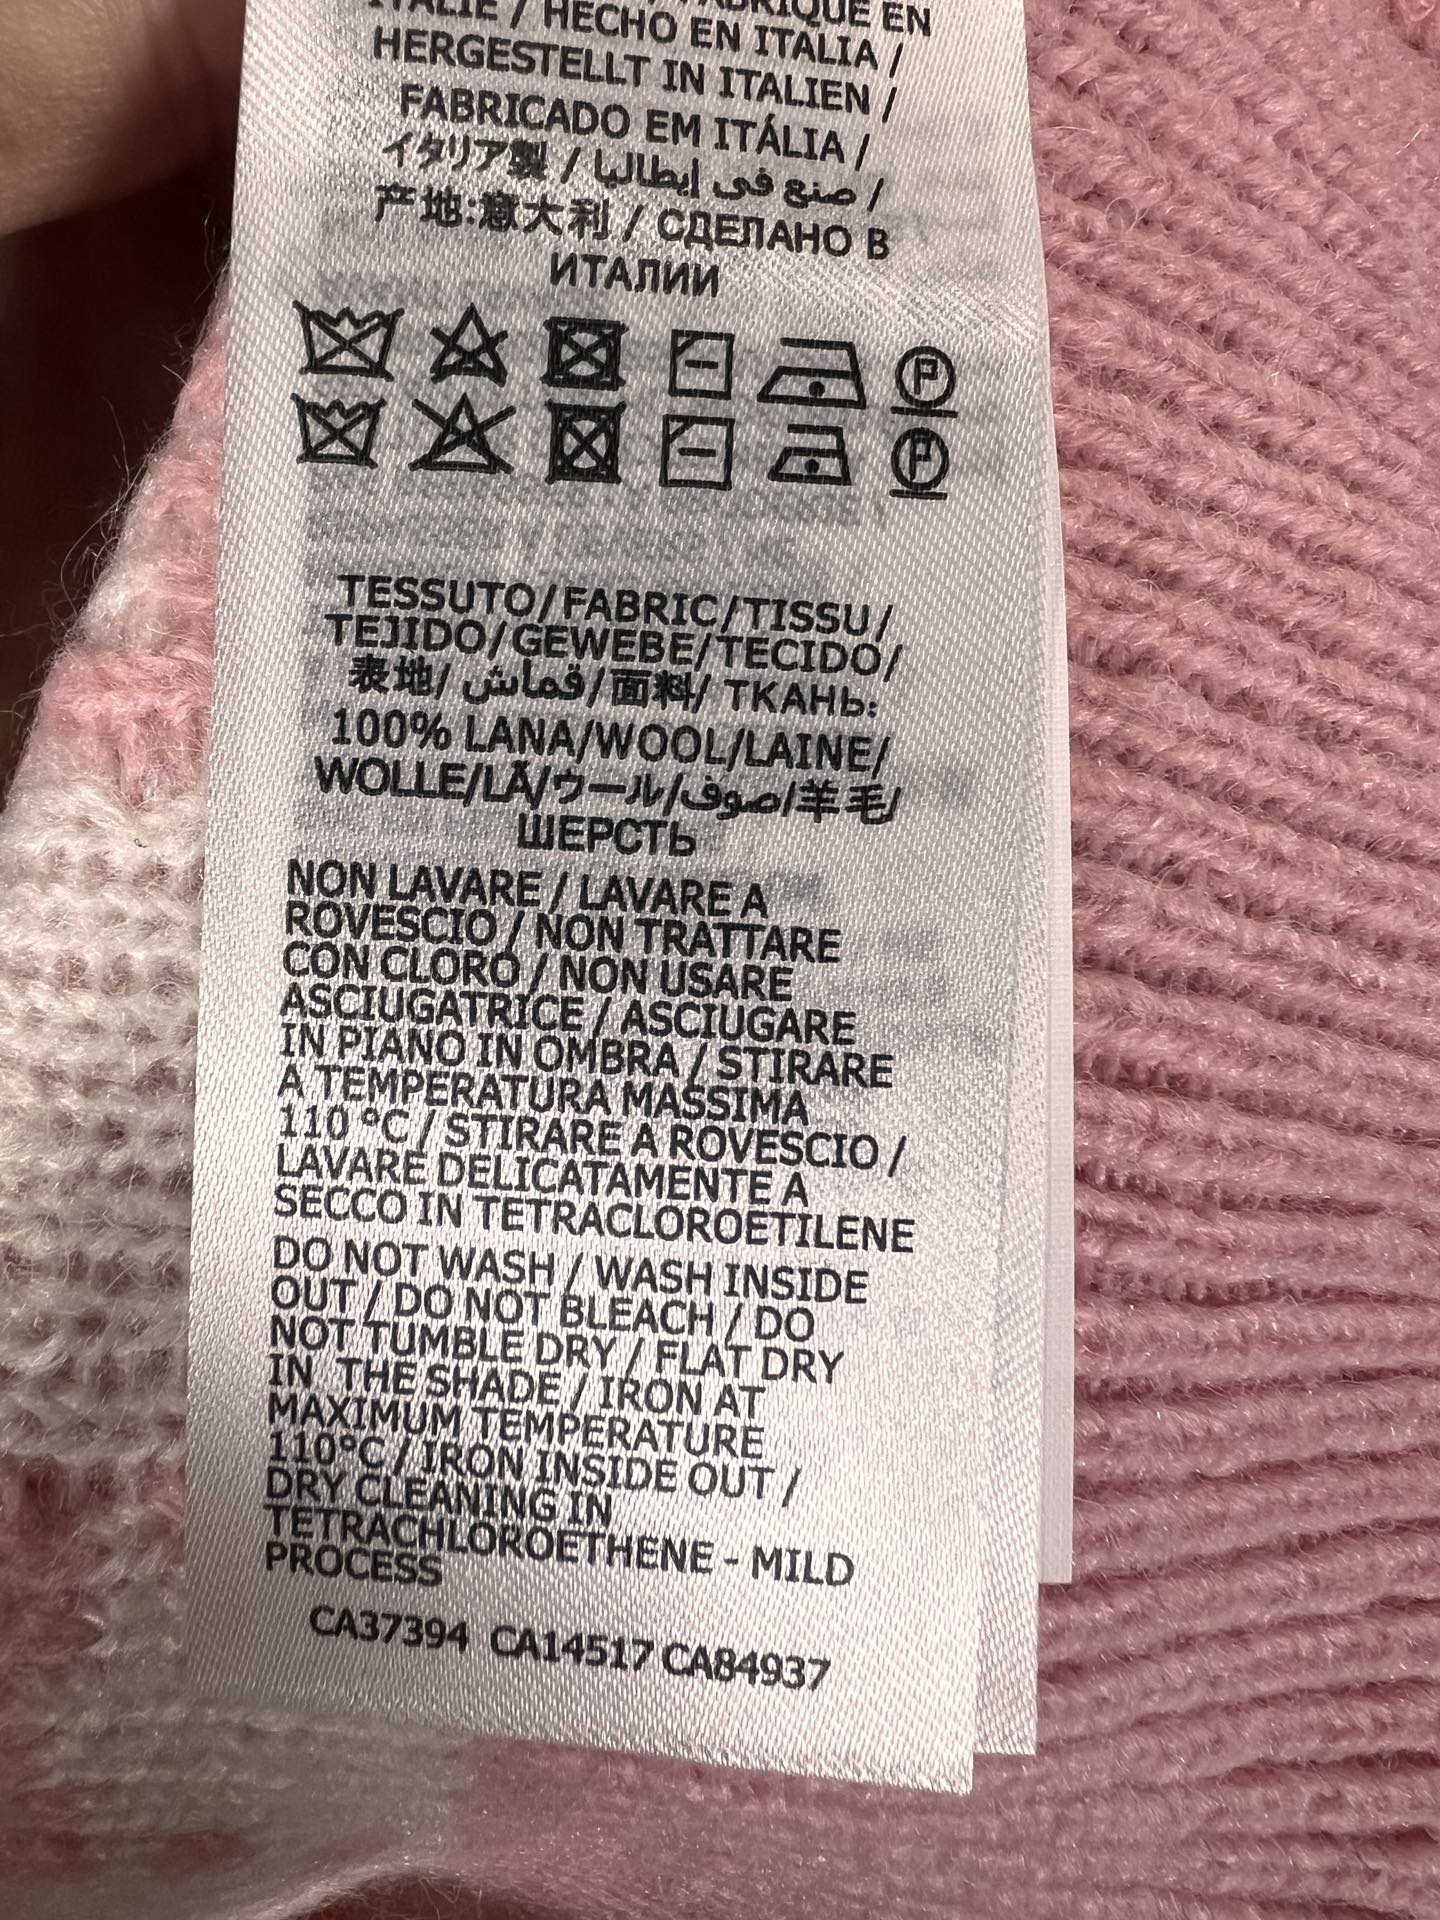 ITALIE / HECHO EN ITALIA /
HERGESTELLT IN ITALIEN /
FABRICADO EM ITÁLIA /
イタリア製 / صنع في إيطاليا /
产地:意大利 / СДЕЛАНО В
ИТАЛИИ
P
P
TESSUTO/FABRIC/TISSU/
TEJIDO/GEWEBE/TECIDO/
表地/قماش/面料/ ТКАНЬ:
100% LANA/WOOL/LAINE/
WOLLE/LÃ/ウール/صوف/羊毛/
ШЕРСТЬ
NON LAVARE / LAVARE A
ROVESCIO / NON TRATTARE
CON CLORO / NON USARE
ASCIUGATRICE / ASCIUGARE
IN PIANO IN OMBRA / STIRARE
A TEMPERATURA MASSIMA
110 °C / STIRARE A ROVESCIO /
LAVARE DELICATAMENTE A
SECCO IN TETRACLOROETILENE
DO NOT WASH / WASH INSIDE
OUT / DO NOT BLEACH / DO
NOT TUMBLE DRY / FLAT DRY
IN THE SHADE / IRON AT
MAXIMUM TEMPERATURE
110°C / IRON INSIDE OUT /
DRY CLEANING IN
TETRACHLOROETHENE - MILD
PROCESS
CA37394 CA14517 CA84937